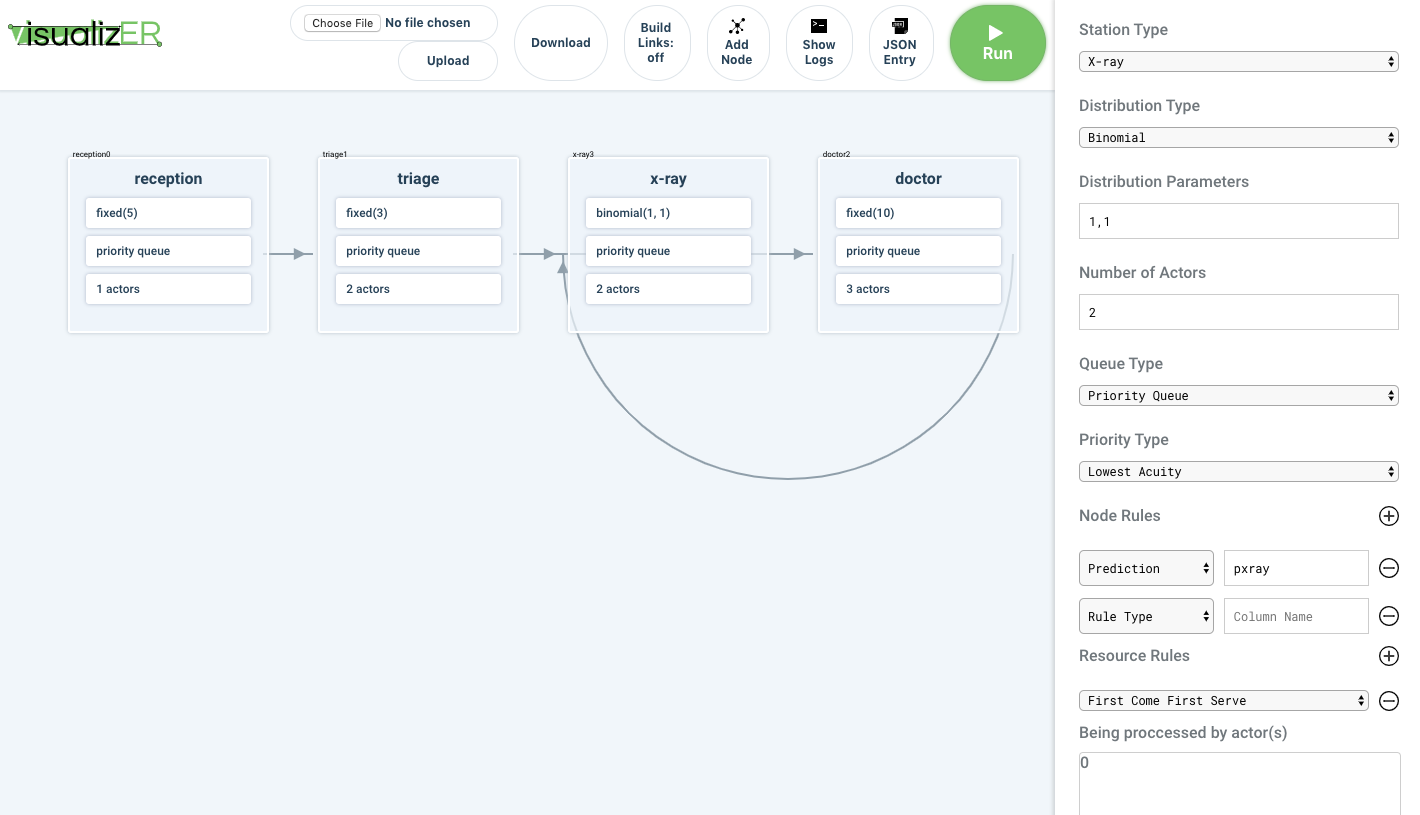 visualizER
Choose File No file chosen
Upload
Download
Build
Links:
off
Add
Node
Show
Logs
JSON
Entry
Run
reception0
reception
fixed(5)
priority queue
1 actors
triage1
triage
fixed(3)
priority queue
2 actors
x-ray3
x-ray
binomial(1, 1)
priority queue
2 actors
doctor2
doctor
fixed(10)
priority queue
3 actors
Station Type
X-ray
Distribution Type
Binomial
Distribution Parameters
1,1
Number of Actors
2
Queue Type
Priority Queue
Priority Type
Lowest Acuity
Node Rules
Prediction pxray
Rule Type Column Name
Resource Rules
First Come First Serve
Being proccessed by actor(s)
0